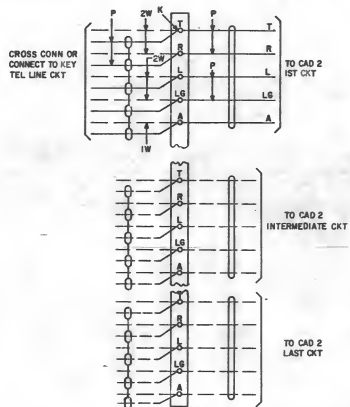 P 2W K P
T T
CROSS CONN OR
CONNECT TO KEY
TEL LINE CKT
R R
2W P
L L
LG LG
A A
1W
TO CAD 2
1ST CKT
T
R
L
LG
A
TO CAD 2
INTERMEDIATE CKT
T
R
L
LG
A
TO CAD 2
LAST CKT